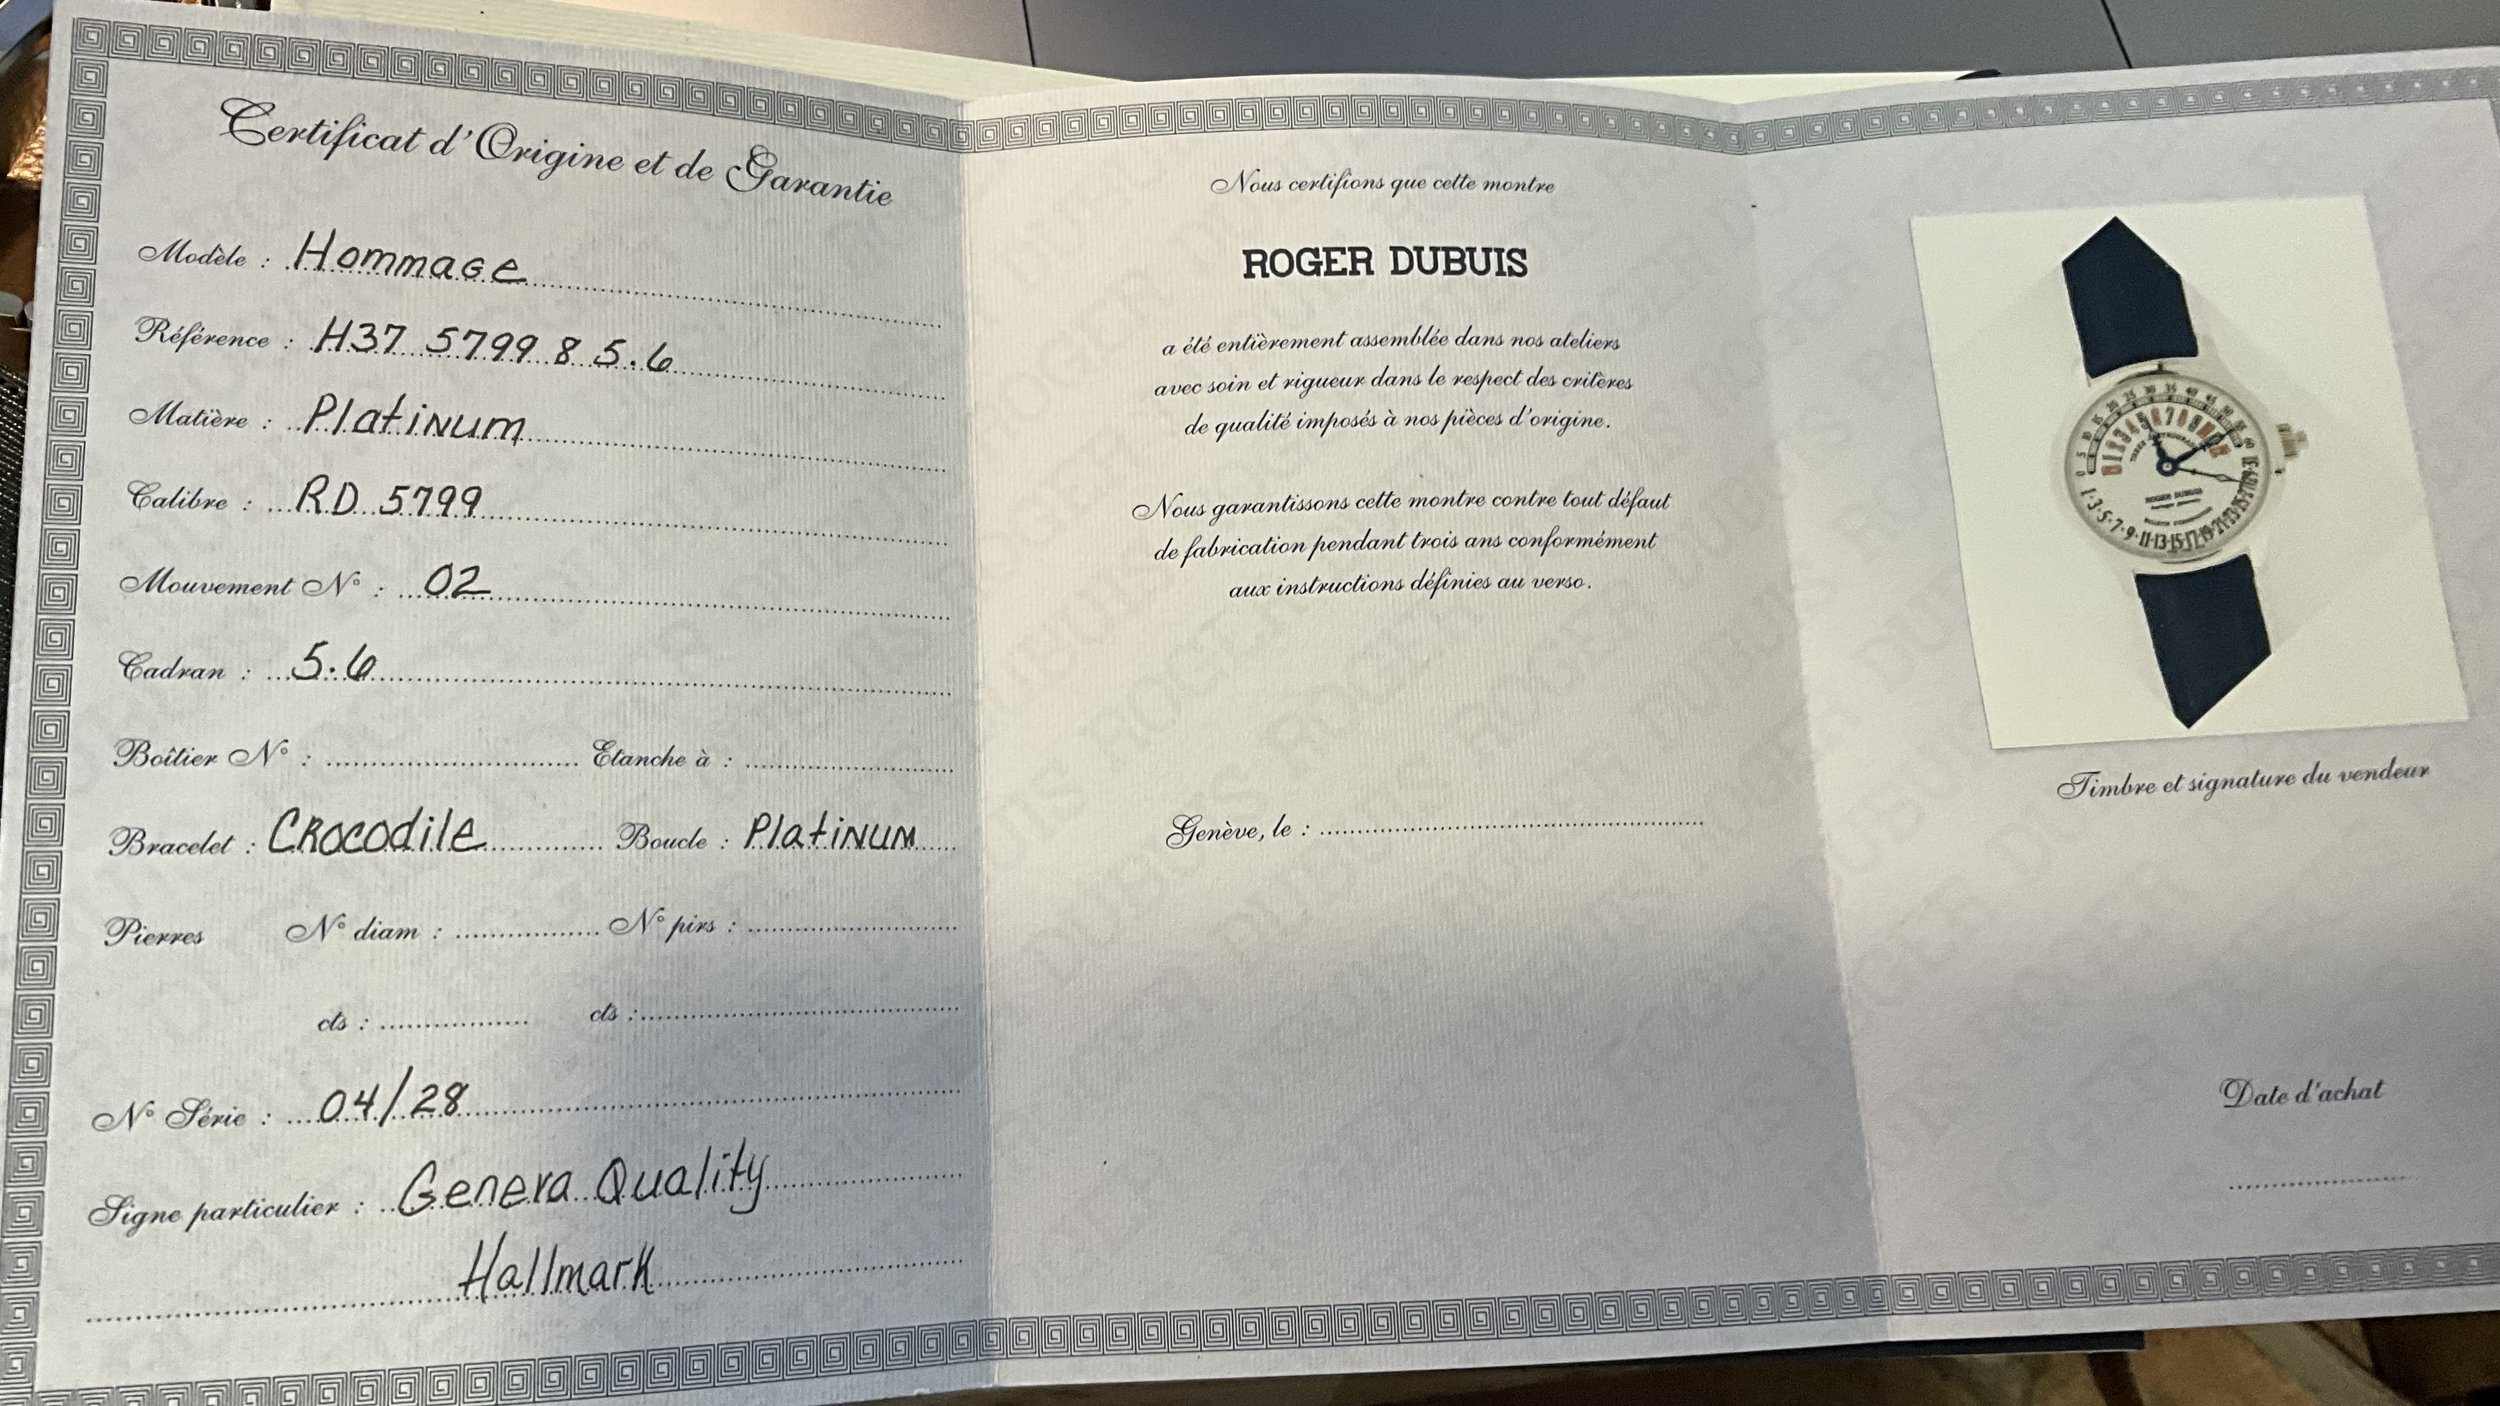 Certificat d'Origine et de Garantie
Modèle : Hommage
Référence : H37 5799 8 5.6
Matière : Platinum
Calibre : RD 5799
Mouvement N° : 02
Cadran : 5.6
Boîtier N° : Etanche à :
Bracelet : Crocodile Boucle : Platinum
Pierres N° diam : N° pirs :
cts : cts :
N° Série : 04/28
Signe particulier : Geneva Quality
Hallmark
Nous certifions que cette montre
ROGER DUBUIS
a été entièrement assemblée dans nos ateliers
avec soin et rigueur dans le respect des critères
de qualité imposés à nos pièces d'origine.
Nous garantissons cette montre contre tout défaut
de fabrication pendant trois ans conformément
aux instructions définies au verso.
Genève, le :
ROGER DUBUIS
Timbre et signature du vendeur
Date d'achat